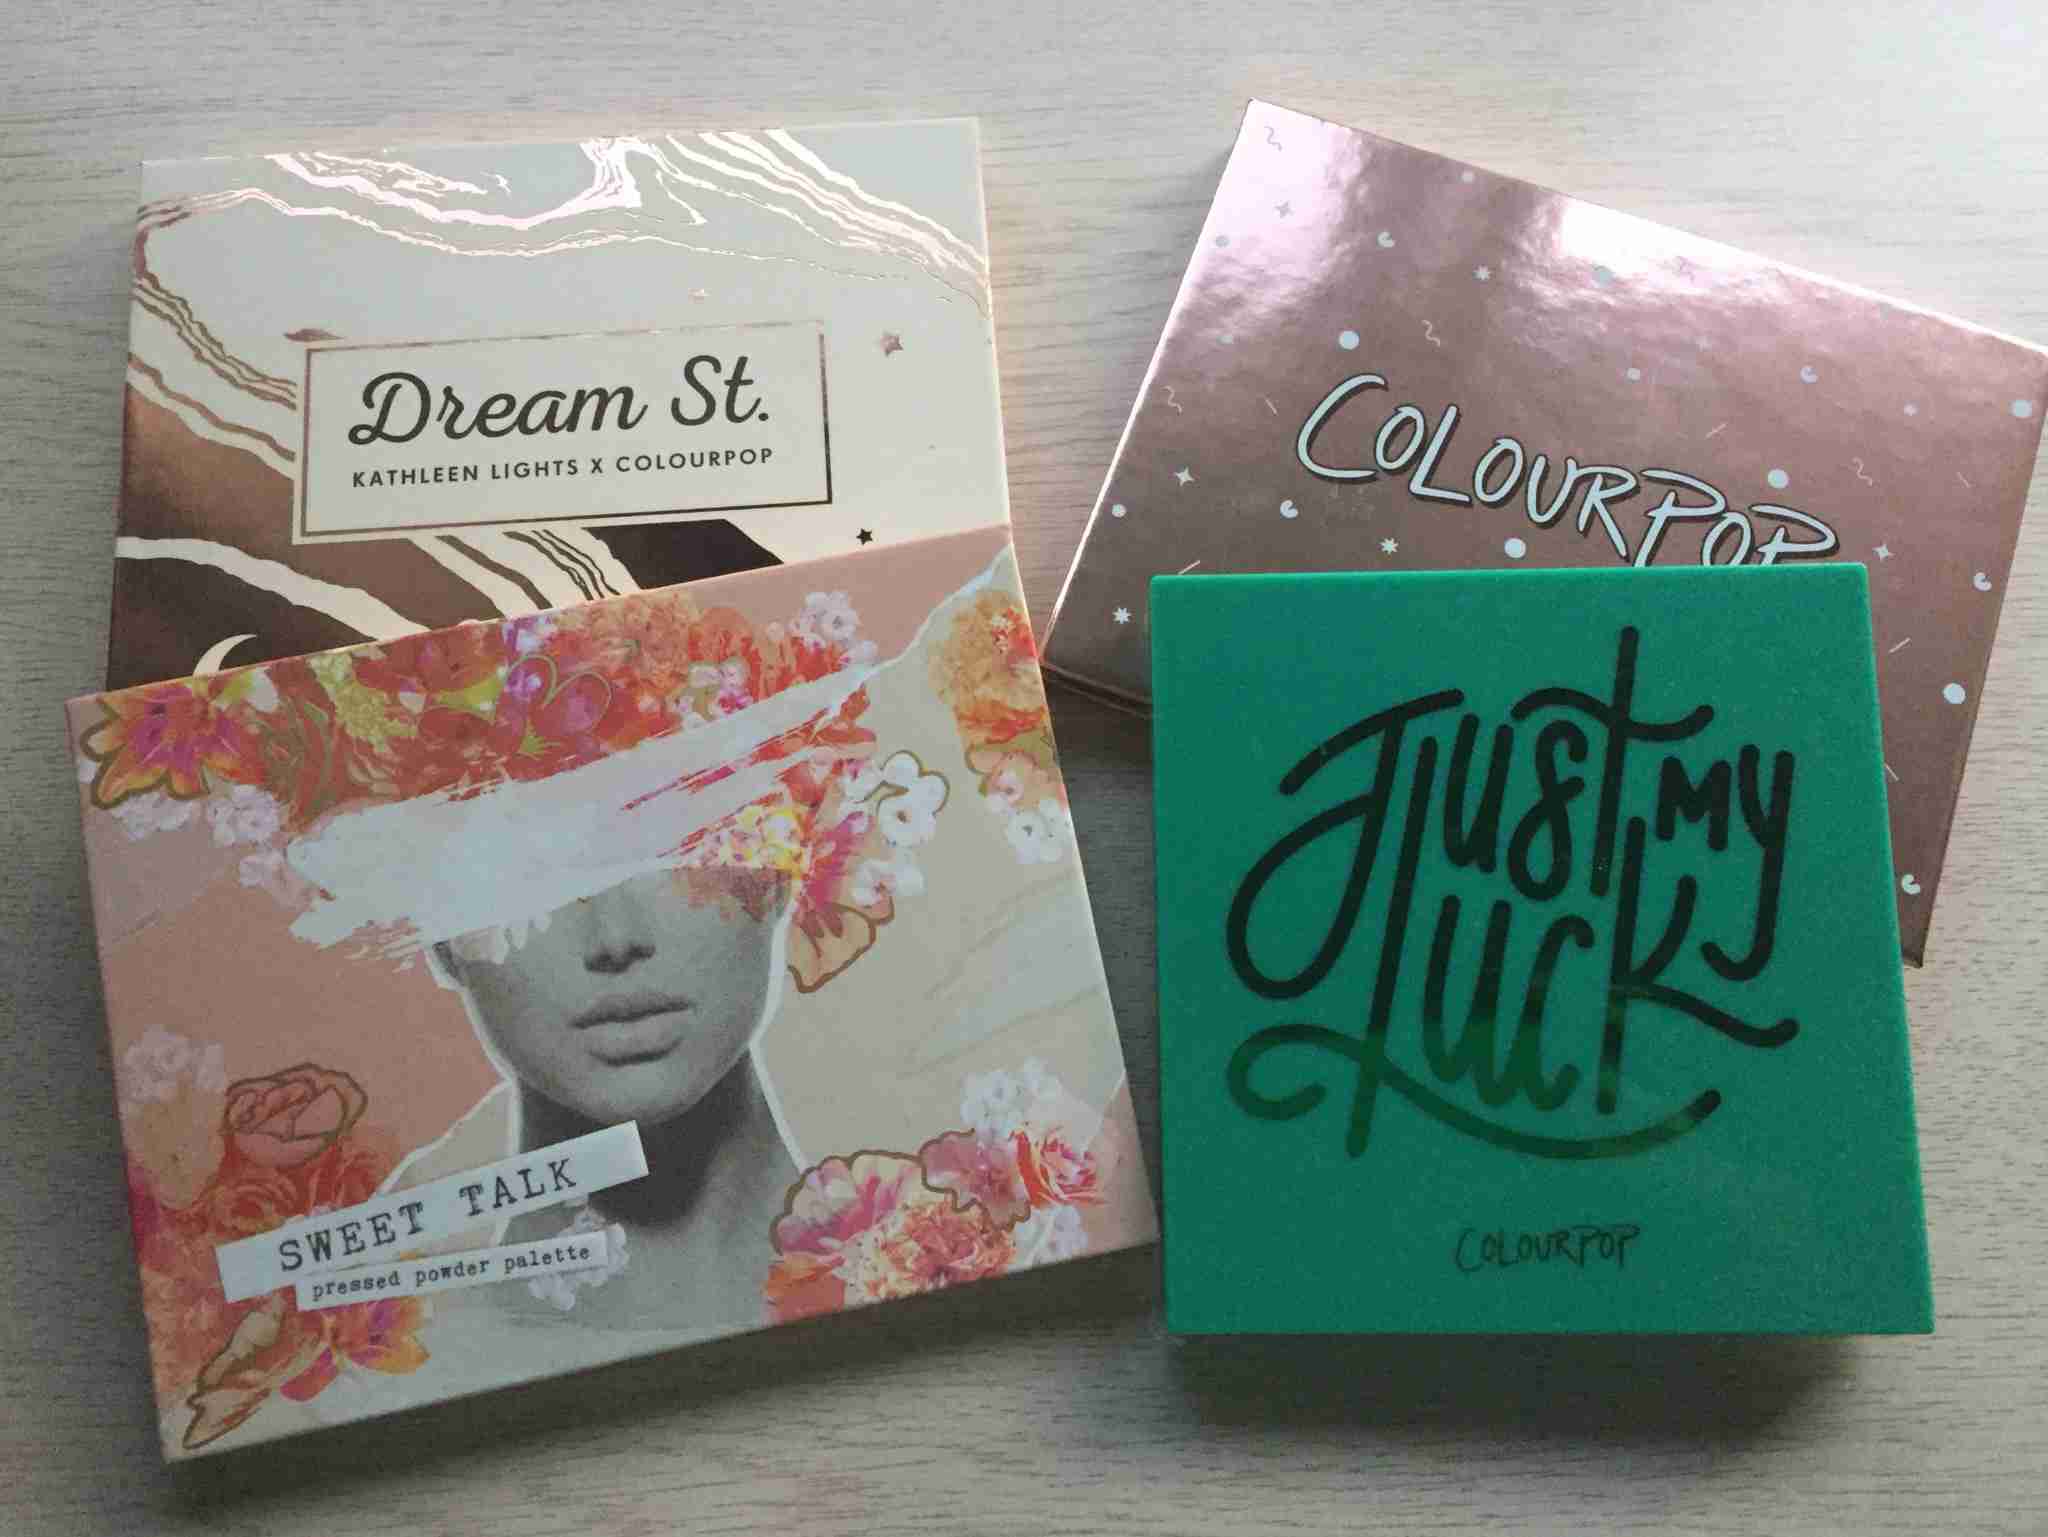 Dream St.
KATHLEEN LIGHTS X COLOURPOP
COLOURPOP
SWEET TALK
pressed powder palette
JUST MY
LUCK
COLOURPOP